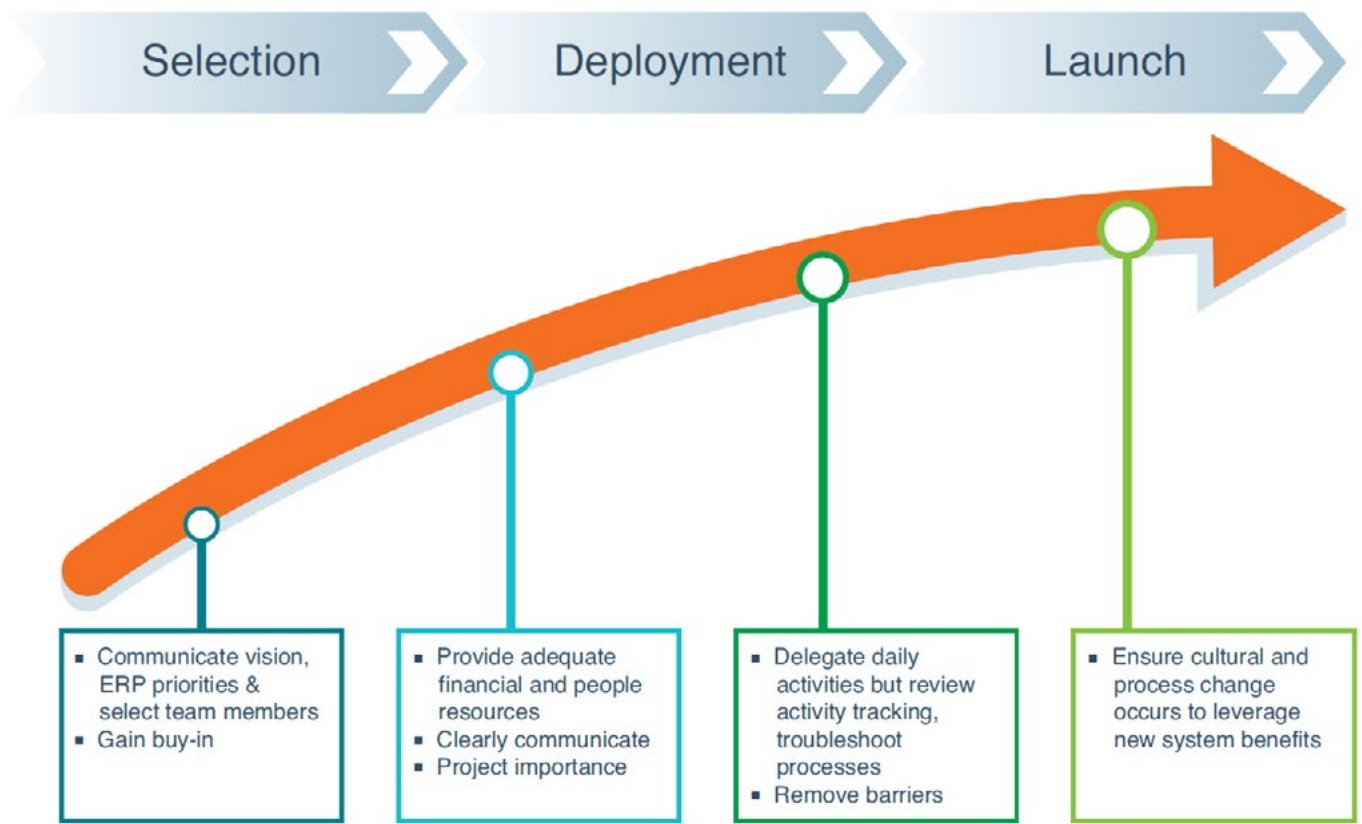 Selection
Deployment
Launch
▪ Communicate vision,
ERP priorities &
select team members
▪ Gain buy-in
▪ Provide adequate
financial and people
resources
▪ Clearly communicate
▪ Project importance
▪ Delegate daily
activities but review
activity tracking,
troubleshoot
processes
▪ Remove barriers
▪ Ensure cultural and
process change
occurs to leverage
new system benefits